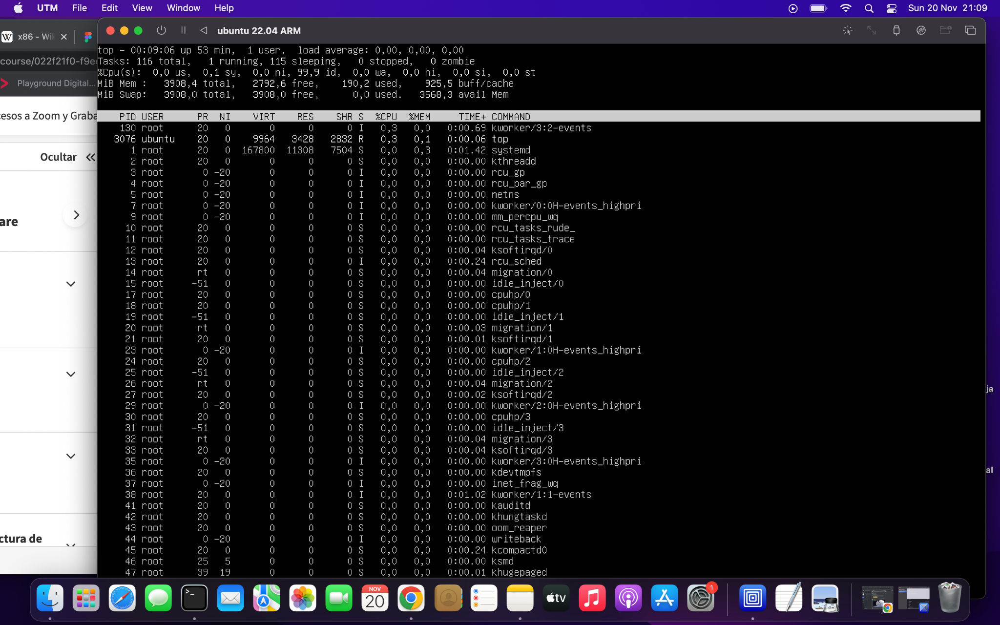 UTM File Edit View Window Help Sun 20 Nov 21:09
x86 - Wi
course/022f21f0-f9e
Playground Digital...
esos a Zoom y Graba
Ocultar
are
ctura de
ubuntu 22.04 ARM
top - 00:09:06 up 53 min, 1 user, load average: 0,00, 0,00, 0,00
Tasks: 116 total, 1 running, 115 sleeping, 0 stopped, 0 zombie
%Cpu(s): 0,0 us, 0,1 sy, 0,0 ni, 99,9 id, 0,0 wa, 0,0 hi, 0,0 si, 0,0 st
MiB Mem : 3908,4 total, 2792,6 free, 190,2 used, 925,5 buff/cache
MiB Swap: 3908,0 total, 3908,0 free, 0,0 used. 3568,3 avail Mem
PID USER PR NI VIRT RES SHR S %CPU %MEM TIME+ COMMAND
130 root 20 0 0 0 0 I 0,3 0,0 0:00.69 kworker/3:2-events
3076 ubuntu 20 0 9964 3428 2832 R 0,3 0,1 0:00.06 top
1 root 20 0 167800 11308 7504 S 0,0 0,3 0:01.42 systemd
2 root 20 0 0 0 0 S 0,0 0,0 0:00.00 kthreadd
3 root 0 -20 0 0 0 I 0,0 0,0 0:00.00 rcu_gp
4 root 0 -20 0 0 0 I 0,0 0,0 0:00.00 rcu_par_gp
5 root 0 -20 0 0 0 I 0,0 0,0 0:00.00 netns
7 root 0 -20 0 0 0 I 0,0 0,0 0:00.00 kworker/0:0H-events_highpri
9 root 0 -20 0 0 0 I 0,0 0,0 0:00.00 mm_percpu_wq
10 root 20 0 0 0 0 S 0,0 0,0 0:00.00 rcu_tasks_rude_
11 root 20 0 0 0 0 S 0,0 0,0 0:00.00 rcu_tasks_trace
12 root 20 0 0 0 0 S 0,0 0,0 0:00.04 ksoftirqd/0
13 root 20 0 0 0 0 I 0,0 0,0 0:00.24 rcu_sched
14 root rt 0 0 0 0 S 0,0 0,0 0:00.04 migration/0
15 root -51 0 0 0 0 S 0,0 0,0 0:00.00 idle_inject/0
17 root 20 0 0 0 0 S 0,0 0,0 0:00.00 cpuhp/0
18 root 20 0 0 0 0 S 0,0 0,0 0:00.00 cpuhp/1
19 root -51 0 0 0 0 S 0,0 0,0 0:00.00 idle_inject/1
20 root rt 0 0 0 0 S 0,0 0,0 0:00.03 migration/1
21 root 20 0 0 0 0 S 0,0 0,0 0:00.01 ksoftirqd/1
23 root 0 -20 0 0 0 I 0,0 0,0 0:00.00 kworker/1:0H-events_highpri
24 root 20 0 0 0 0 S 0,0 0,0 0:00.00 cpuhp/2
25 root -51 0 0 0 0 S 0,0 0,0 0:00.00 idle_inject/2
26 root rt 0 0 0 0 S 0,0 0,0 0:00.04 migration/2
27 root 20 0 0 0 0 S 0,0 0,0 0:00.02 ksoftirqd/2
29 root 0 -20 0 0 0 I 0,0 0,0 0:00.00 kworker/2:0H-events_highpri
30 root 20 0 0 0 0 S 0,0 0,0 0:00.00 cpuhp/3
31 root -51 0 0 0 0 S 0,0 0,0 0:00.00 idle_inject/3
32 root rt 0 0 0 0 S 0,0 0,0 0:00.04 migration/3
33 root 20 0 0 0 0 S 0,0 0,0 0:00.04 ksoftirqd/3
35 root 0 -20 0 0 0 I 0,0 0,0 0:00.00 kworker/3:0H-events_highpri
36 root 20 0 0 0 0 S 0,0 0,0 0:00.00 kdevtmpfs
37 root 0 -20 0 0 0 I 0,0 0,0 0:00.00 inet_frag_wq
38 root 20 0 0 0 0 I 0,0 0,0 0:01.02 kworker/1:1-events
41 root 20 0 0 0 0 S 0,0 0,0 0:00.00 kauditd
42 root 20 0 0 0 0 S 0,0 0,0 0:00.00 khungtaskd
43 root 20 0 0 0 0 S 0,0 0,0 0:00.00 oom_reaper
44 root 0 -20 0 0 0 I 0,0 0,0 0:00.00 writeback
45 root 20 0 0 0 0 S 0,0 0,0 0:00.24 kcompactd0
46 root 25 5 0 0 0 S 0,0 0,0 0:00.00 ksmd
47 root 39 19 0 0 0 S 0,0 0,0 0:00.01 khugepaged
ja
al
NOV
20
tv
1